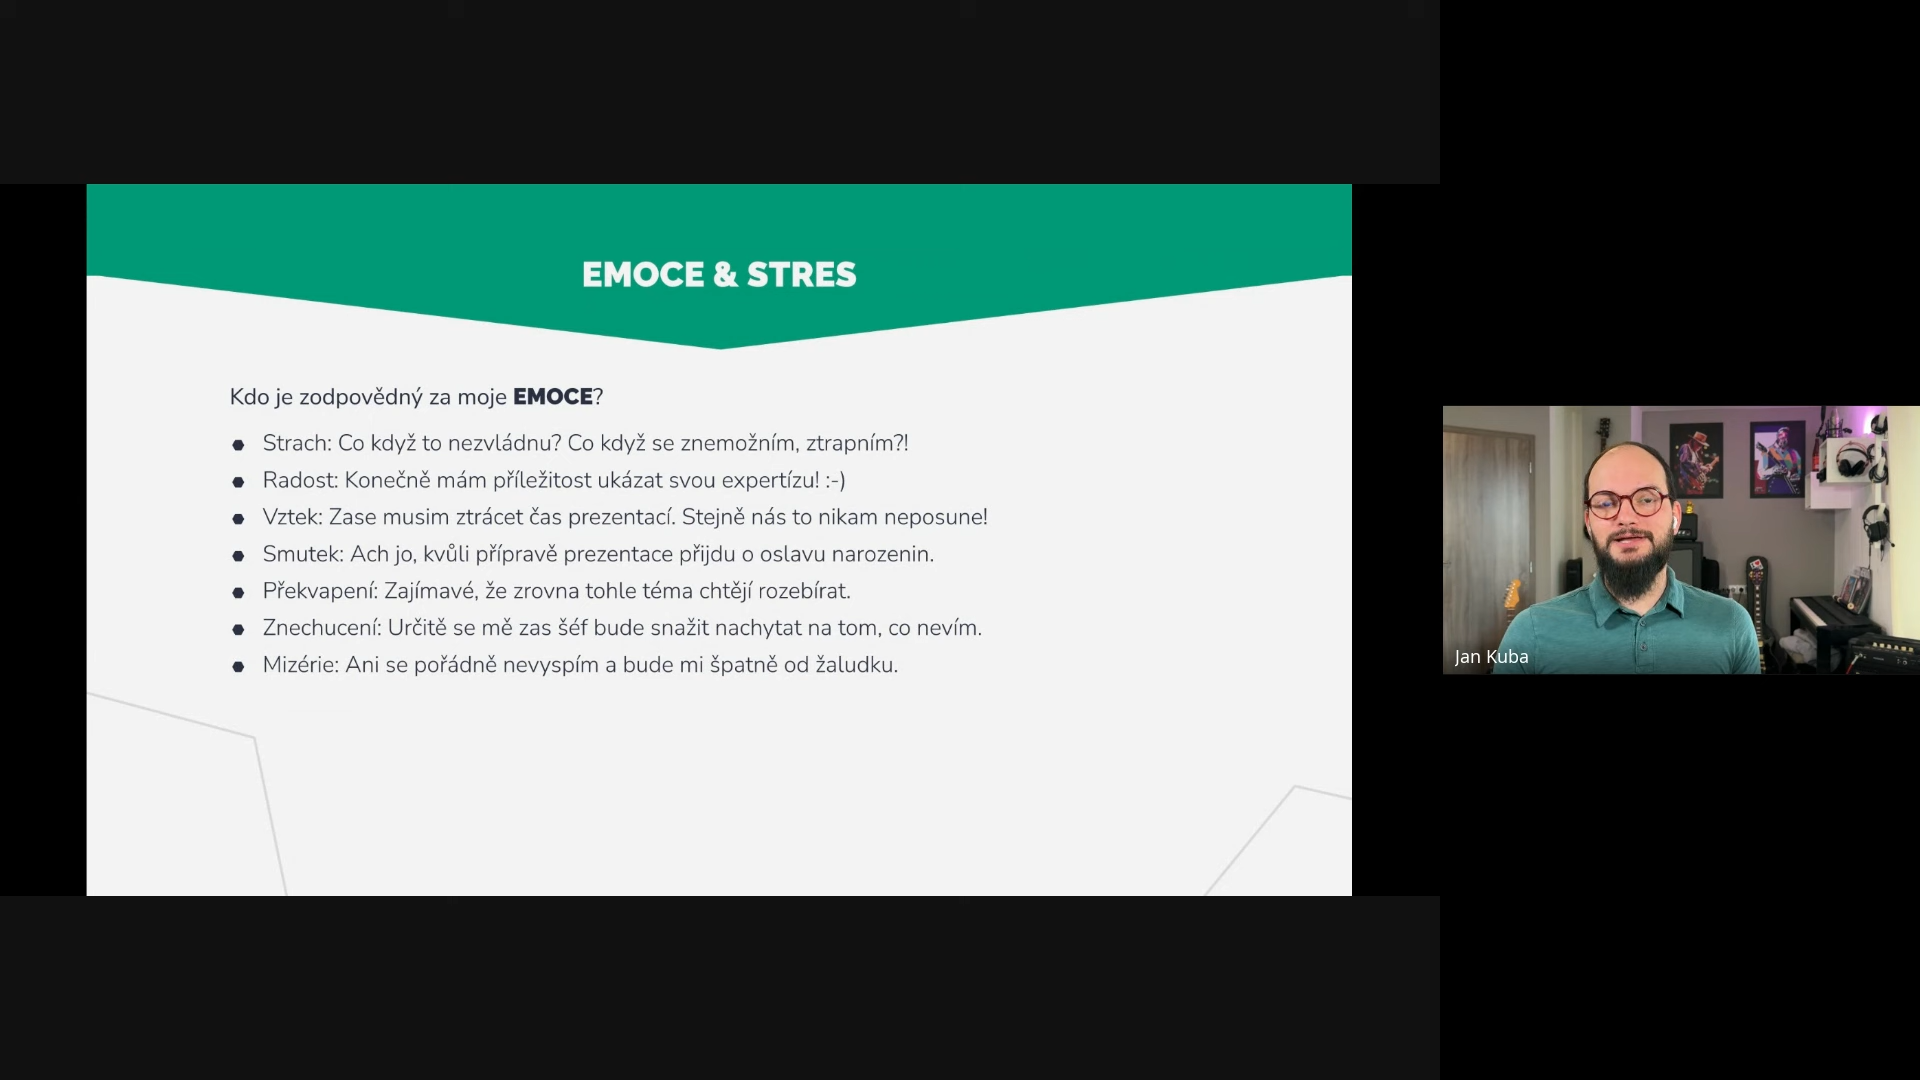 EMOCE & STRES
Kdo je zodpovědný za moje EMOCE?
Strach: Co když to nezvládnu? Co když se znemožním, ztrapním?!
Radost: Konečně mám příležitost ukázat svou expertízu! :-)
Vztek: Zase musim ztrácet čas prezentací. Stejně nás to nikam neposune!
Smutek: Ach jo, kvůli přípravě prezentace přijdu o oslavu narozenin.
Překvapení: Zajímavé, že zrovna tohle téma chtějí rozebírat.
Znechucení: Určitě se mě zas šéf bude snažit nachytat na tom, co nevím.
Mizérie: Ani se pořádně nevyspím a bude mi špatně od žaludku.
Jan Kuba